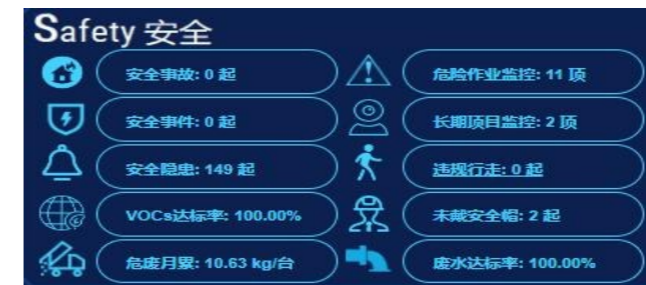 Safety 安全
安全事故: 0 起
危险作业监控: 11 项
安全事件: 0 起
长期项目监控: 2 项
安全隐患: 149 起
违规行走: 0 起
VOCs达标率: 100.00%
未戴安全帽: 2 起
危废月累: 10.63 kg/台
废水达标率: 100.00%